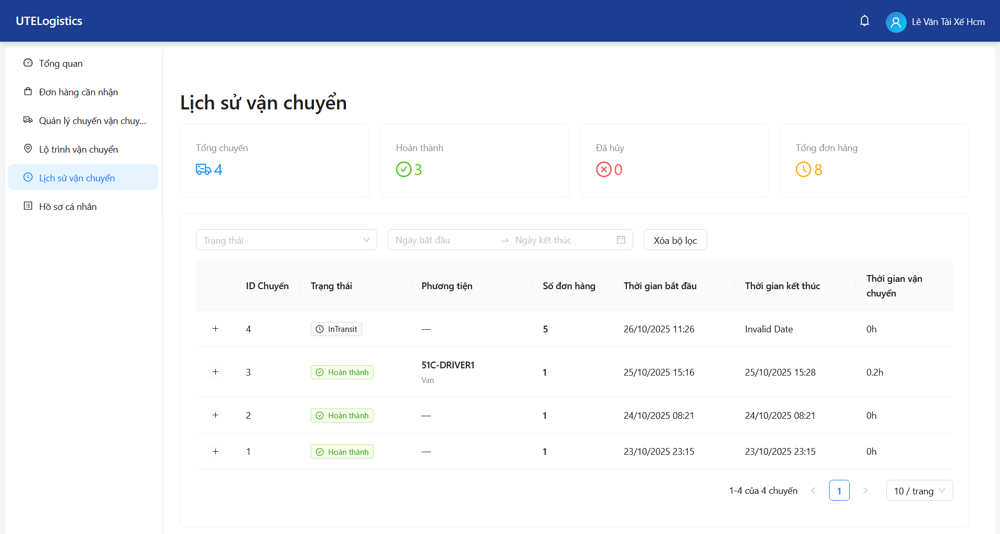 UTELogistics
Lê Văn Tài Xế Hcm
Tổng quan
Đơn hàng cần nhận
Quản lý chuyến vận chuy...
Lộ trình vận chuyển
Lịch sử vận chuyển
Hồ sơ cá nhân
Lịch sử vận chuyển
Tổng chuyến
4
Hoàn thành
3
Đã hủy
0
Tổng đơn hàng
8
Trạng thái
Ngày bắt đầu → Ngày kết thúc
Xóa bộ lọc
ID Chuyến Trạng thái Phương tiện Số đơn hàng Thời gian bắt đầu Thời gian kết thúc Thời gian vận chuyển
4 InTransit — 5 26/10/2025 11:26 Invalid Date 0h
3 Hoàn thành 51C-DRIVER1 Van 1 25/10/2025 15:16 25/10/2025 15:28 0.2h
2 Hoàn thành — 1 24/10/2025 08:21 24/10/2025 08:21 0h
1 Hoàn thành — 1 23/10/2025 23:15 23/10/2025 23:15 0h
1-4 của 4 chuyến < 1 > 10 / trang